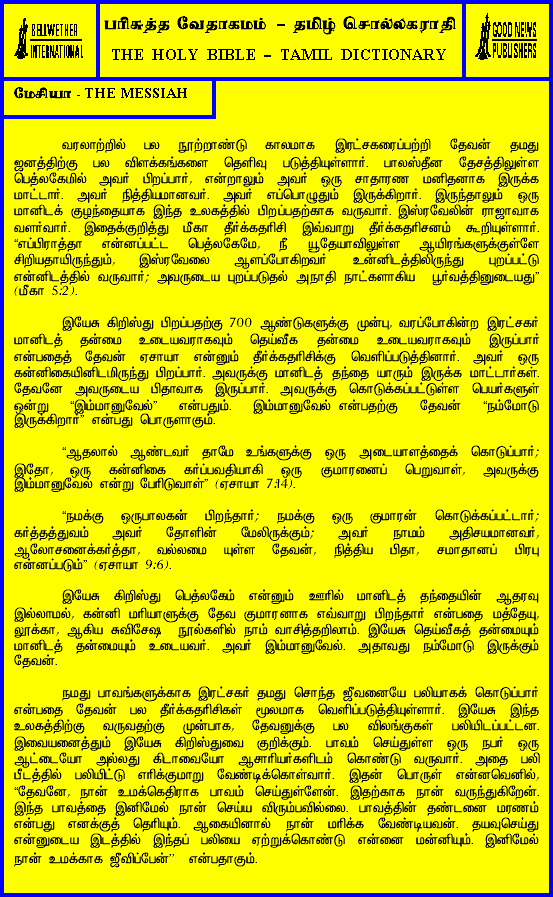 BELLWETHER
INTERNATIONAL
பரிசுத்த வேதாகமம் – தமிழ் சொல்லகராதி
THE HOLY BIBLE – TAMIL DICTIONARY
GOOD NEWS
PUBLISHERS
மேசியா - THE MESSIAH
வரலாற்றில் பல நூற்றாண்டு காலமாக இரட்சகரைப்பற்றி தேவன் தமது
ஜனத்திற்கு பல விளக்கங்களை தெளிவு படுத்தியுள்ளார். பாலஸ்தீன தேசத்திலுள்ள
பெத்லகேமில் அவர் பிறப்பார், என்றாலும் அவர் ஒரு சாதாரண மனிதனாக இருக்க
மாட்டார். அவர் நித்தியமானவர். அவர் எப்பொழுதும் இருக்கிறார். இருந்தாலும் ஒரு
மானிடக் குழந்தையாக இந்த உலகத்தில் பிறப்பதற்காக வருவார். இஸ்ரவேலின் ராஜாவாக
வளர்வார். இதைக்குறித்து மீகா தீர்க்கதரிசி இவ்வாறு தீர்க்கதரிசனம் கூறியுள்ளார்.
“எப்பிராத்தா என்னப்பட்ட பெத்லகேமே, நீ யூதேயாவிலுள்ள ஆயிரங்களுக்குள்ளே
சிறியதாயிருந்தும், இஸ்ரவேலை ஆளப்போகிறவர் உன்னிடத்திலிருந்து புறப்பட்டு
என்னிடத்தில் வருவார்; அவருடைய புறப்படுதல் அநாதி நாட்களாகிய பூர்வத்தினுடையது”
(மீகா 5:2).
இயேசு கிறிஸ்து பிறப்பதற்கு 700 ஆண்டுகளுக்கு முன்பு, வரப்போகின்ற இரட்சகர்
மானிடத் தன்மை உடையவராகவும் தெய்வீக தன்மை உடையவராகவும் இருப்பார்
என்பதைத் தேவன் ஏசாயா என்னும் தீர்க்கதரிசிக்கு வெளிப்படுத்தினார். அவர் ஒரு
கன்னிகையினிடமிருந்து பிறப்பார். அவருக்கு மானிடத் தந்தை யாரும் இருக்க மாட்டார்கள்.
தேவனே அவருடைய பிதாவாக இருப்பார். அவருக்கு கொடுக்கப்பட்டுள்ள பெயர்களுள்
ஒன்று “இம்மானுவேல்” என்பதும். இம்மானுவேல் என்பதற்கு தேவன் “நம்மோடு
இருக்கிறார்” என்பது பொருளாகும்.
“ஆதலால் ஆண்டவர் தாமே உங்களுக்கு ஒரு அடையாளத்தைக் கொடுப்பார்;
இதோ, ஒரு கன்னிகை கர்ப்பவதியாகி ஒரு குமாரனைப் பெறுவாள், அவருக்கு
இம்மானுவேல் என்று பேரிடுவாள்” (ஏசாயா 7:14).
“நமக்கு ஒருபாலகன் பிறந்தார்; நமக்கு ஒரு குமாரன் கொடுக்கப்பட்டார்;
கர்த்தத்துவம் அவர் தோளின் மேலிருக்கும்; அவர் நாமம் அதிசயமானவர்,
ஆலோசனைக்கர்த்தா, வல்லமை யுள்ள தேவன், நித்திய பிதா, சமாதானப் பிரபு
என்னப்படும்” (ஏசாயா 9:6).
இயேசு கிறிஸ்து பெத்லகேம் என்னும் ஊரில் மானிடத் தந்தையின் ஆதரவு
இல்லாமல், கன்னி மரியாளுக்கு தேவ குமாரனாக எவ்வாறு பிறந்தார் என்பதை மத்தேயு,
லூக்கா, ஆகிய சுவிசேஷ நூல்களில் நாம் வாசித்தறிலாம். இயேசு தெய்வீகத் தன்மையும்
மானிடத் தன்மையும் உடையவர். அவர் இம்மானுவேல். அதாவது நம்மோடு இருக்கும்
தேவன்.
நமது பாவங்களுக்காக இரட்சகர் தமது சொந்த ஜீவனையே பலியாகக் கொடுப்பார்
என்பதை தேவன் பல தீர்க்கதரிசிகள் மூலமாக வெளிப்படுத்தியுள்ளார். இயேசு இந்த
உலகத்திற்கு வருவதற்கு முன்பாக, தேவனுக்கு பல விலங்குகள் பலியிடப்பட்டன.
இவையனைத்தும் இயேசு கிறிஸ்துவை குறிக்கும். பாவம் செய்துள்ள ஒரு நபர் ஒரு
ஆட்டையோ அல்லது கிடாவையோ ஆசாரியர்களிடம் கொண்டு வருவார். அதை பலி
பீடத்தில் பலியிட்டு எரிக்குமாறு வேண்டிக்கொள்வார். இதன் பொருள் என்னவெனில்,
“தேவனே, நான் உமக்கெதிராக பாவம் செய்துள்ளேன். இதற்காக நான் வருந்துகிறேன்.
இந்த பாவத்தை இனிமேல் நான் செய்ய விரும்பவில்லை. பாவத்தின் தண்டனை மரணம்
என்பது எனக்குத் தெரியும். ஆகையினால் நான் மரிக்க வேண்டியவன். தயவுசெய்து
என்னுடைய இடத்தில் இந்தப் பலியை ஏற்றுக்கொண்டு என்னை மன்னியும். இனிமேல்
நான் உமக்காக ஜீவிப்பேன்’’ என்பதாகும்.